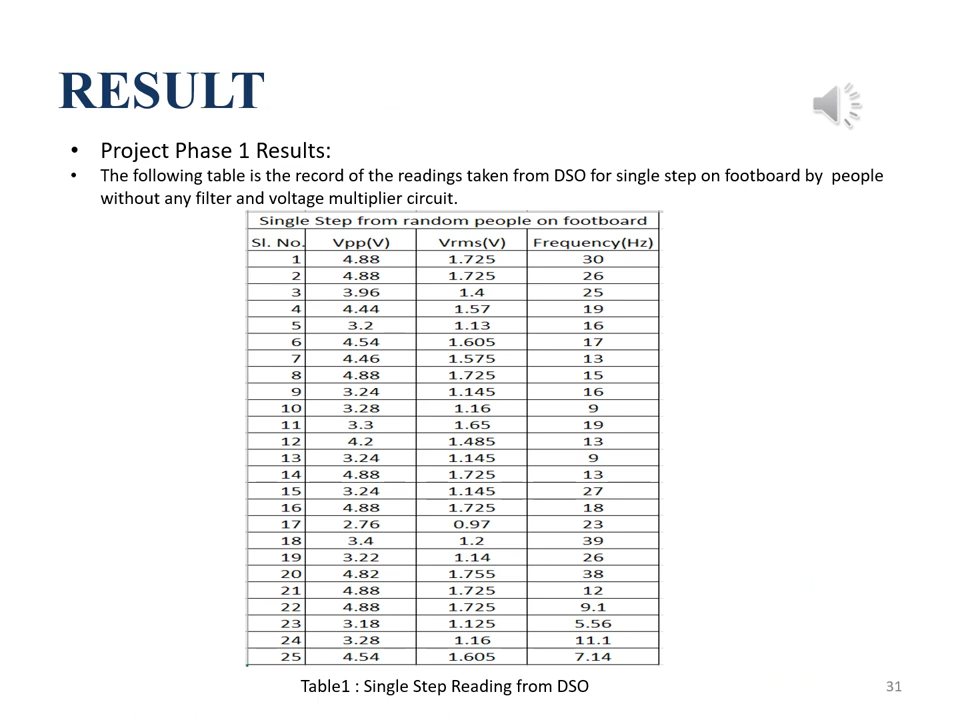 RESULT
• Project Phase 1 Results:
• The following table is the record of the readings taken from DSO for single step on footboard by people
without any filter and voltage multiplier circuit.
Single Step from random people on footboard
Sl. No. Vpp(V) Vrms(V) Frequency(Hz)
1 4.88 1.725 30
2 4.88 1.725 26
3 3.96 1.4 25
4 4.44 1.57 19
5 3.2 1.13 16
6 4.54 1.605 17
7 4.46 1.575 13
8 4.88 1.725 15
9 3.24 1.145 16
10 3.28 1.16 9
11 3.3 1.65 19
12 4.2 1.485 13
13 3.24 1.145 9
14 4.88 1.725 13
15 3.24 1.145 27
16 4.88 1.725 18
17 2.76 0.97 23
18 3.4 1.2 39
19 3.22 1.14 26
20 4.82 1.755 38
21 4.88 1.725 12
22 4.88 1.725 9.1
23 3.18 1.125 5.56
24 3.28 1.16 11.1
25 4.54 1.605 7.14
Table1 : Single Step Reading from DSO
31